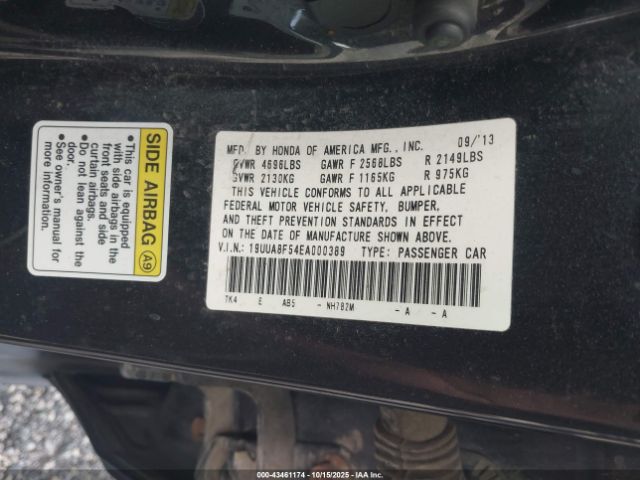 SIDE AIRBAG A9
• This car is equipped
with side airbags in the
front seats and side
curtain airbags.
• Do not lean against the
door.
• See owner's manual for
more information.
MFD. BY HONDA OF AMERICA MFG., INC. 09/'13
GVWR 4696LBS GAWR F 2568LBS R 2149LBS
GVWR 2130KG GAWR F 1165KG R 975KG
THIS VEHICLE CONFORMS TO ALL APPLICABLE
FEDERAL MOTOR VEHICLE SAFETY, BUMPER,
AND THEFT PREVENTION STANDARDS IN EFFECT
ON THE DATE OF MANUFACTURE SHOWN ABOVE.
V.I.N.: 19UUA8F54EA000389 TYPE: PASSENGER CAR
TK4 E AB5 - NH782M - A - A
000-43461174 | 10/15/2025 | IAA Inc.